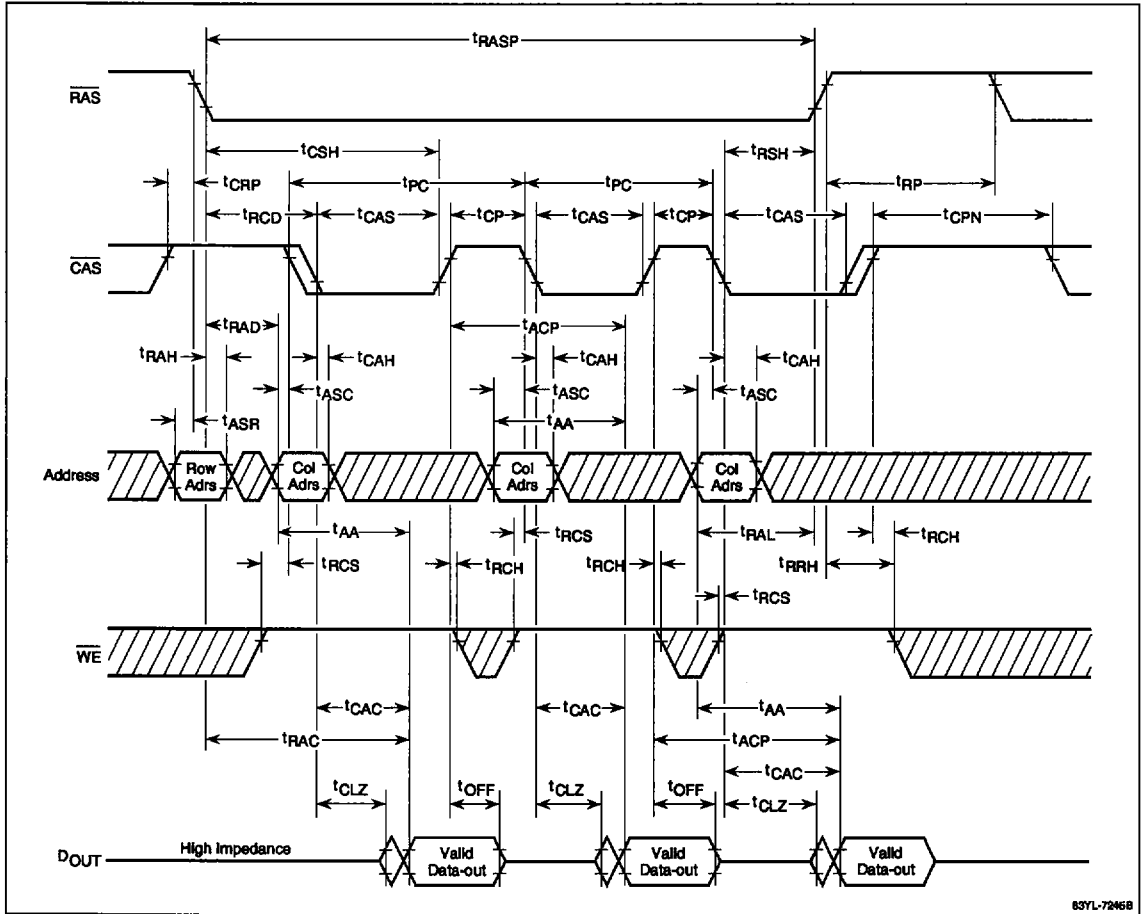 tRASP
RAS
tCSH
tRSH
tCRP
tPC
tPC
tRP
tRCD
tCAS
tCP
tCAS
tCP
tCAS
tCPN
CAS
tRAD
tACP
tRAH
tCAH
tCAH
tCAH
tASC
tASC
tASC
tASR
tAA
Address
Row Adrs
Col Adrs
Col Adrs
Col Adrs
tAA
tRCS
tRAL
tRCH
tRCS
tRCH
tRCH
tRRH
tRCS
WE
tCAC
tCAC
tAA
tRAC
tACP
tCAC
tCLZ
tOFF
tCLZ
tOFF
tCLZ
DOUT
High Impedance
Valid Data-out
Valid Data-out
Valid Data-out
83YL-7246B